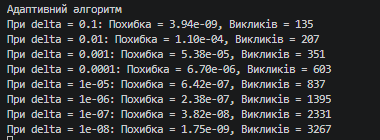 Адаптивний алгоритм
При delta = 0.1: Похибка = 3.94e-09, Викликів = 135
При delta = 0.01: Похибка = 1.10e-04, Викликів = 207
При delta = 0.001: Похибка = 5.38e-05, Викликів = 351
При delta = 0.0001: Похибка = 6.70e-06, Викликів = 603
При delta = 1e-05: Похибка = 6.42e-07, Викликів = 837
При delta = 1e-06: Похибка = 2.38e-07, Викликів = 1395
При delta = 1e-07: Похибка = 3.82e-08, Викликів = 2331
При delta = 1e-08: Похибка = 1.75e-09, Викликів = 3267